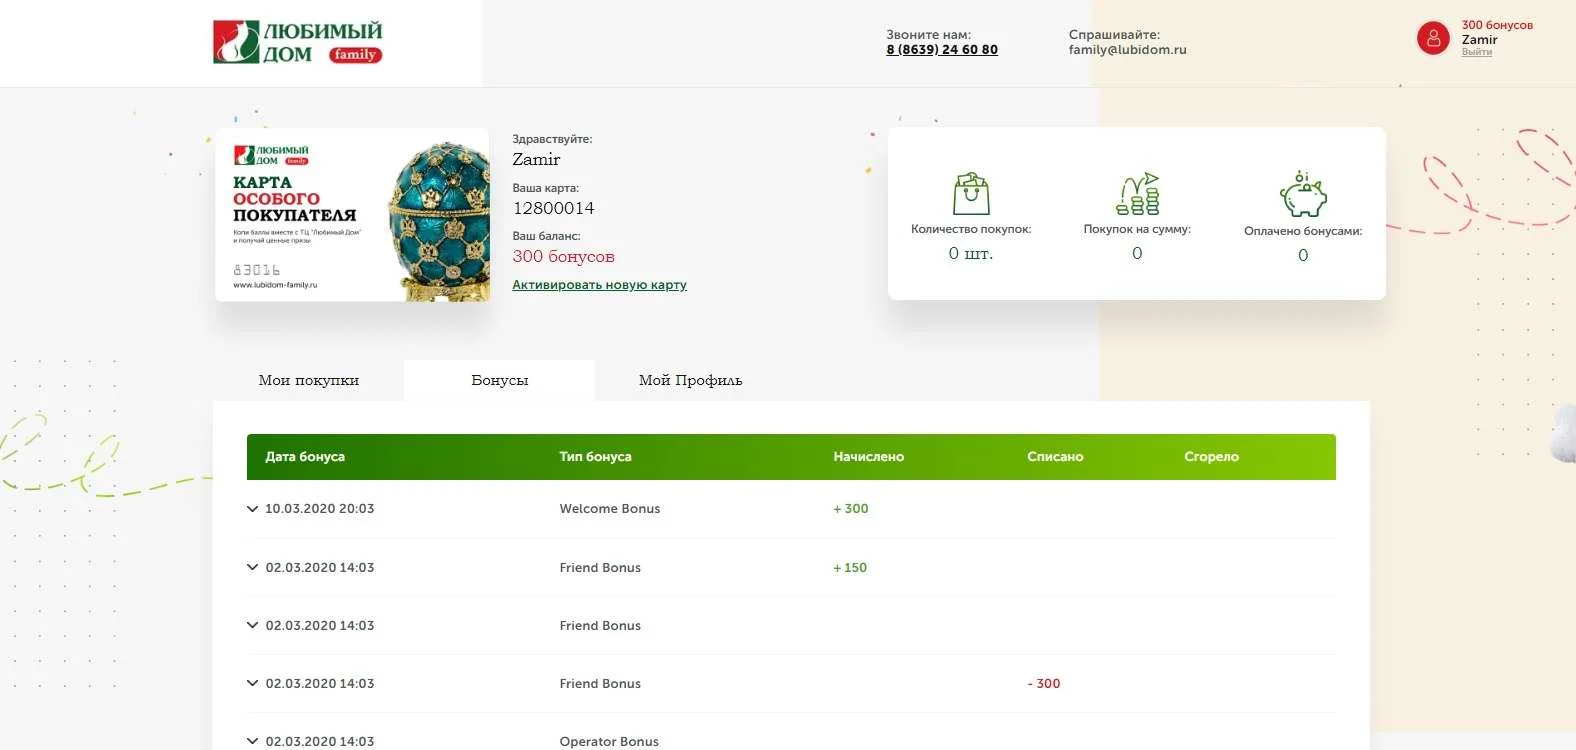 ЛЮБИМЫЙ
ДОМ family
Звоните нам:
8 (8639) 24 60 80
Спрашивайте:
family@lubidom.ru
300 бонусов
Zamir
Выйти
ЛЮБИМЫЙ
ДОМ family
КАРТА
ОСОБОГО
ПОКУПАТЕЛЯ
Копи баллы вместе с ТЦ "Любимый Дом"
и получай ценные призы
83016
www.lubidom-family.ru
Здравствуйте:
Zamir
Ваша карта:
12800014
Ваш баланс:
300 бонусов
Активировать новую карту
Количество покупок:
0 шт.
Покупок на сумму:
0
Оплачено бонусами:
0
Мои покупки Бонусы Мой Профиль
Дата бонуса Тип бонуса Начислено Списано Сгорело
10.03.2020 20:03 Welcome Bonus + 300
02.03.2020 14:03 Friend Bonus + 150
02.03.2020 14:03 Friend Bonus
02.03.2020 14:03 Friend Bonus - 300
02.03.2020 14:03 Operator Bonus